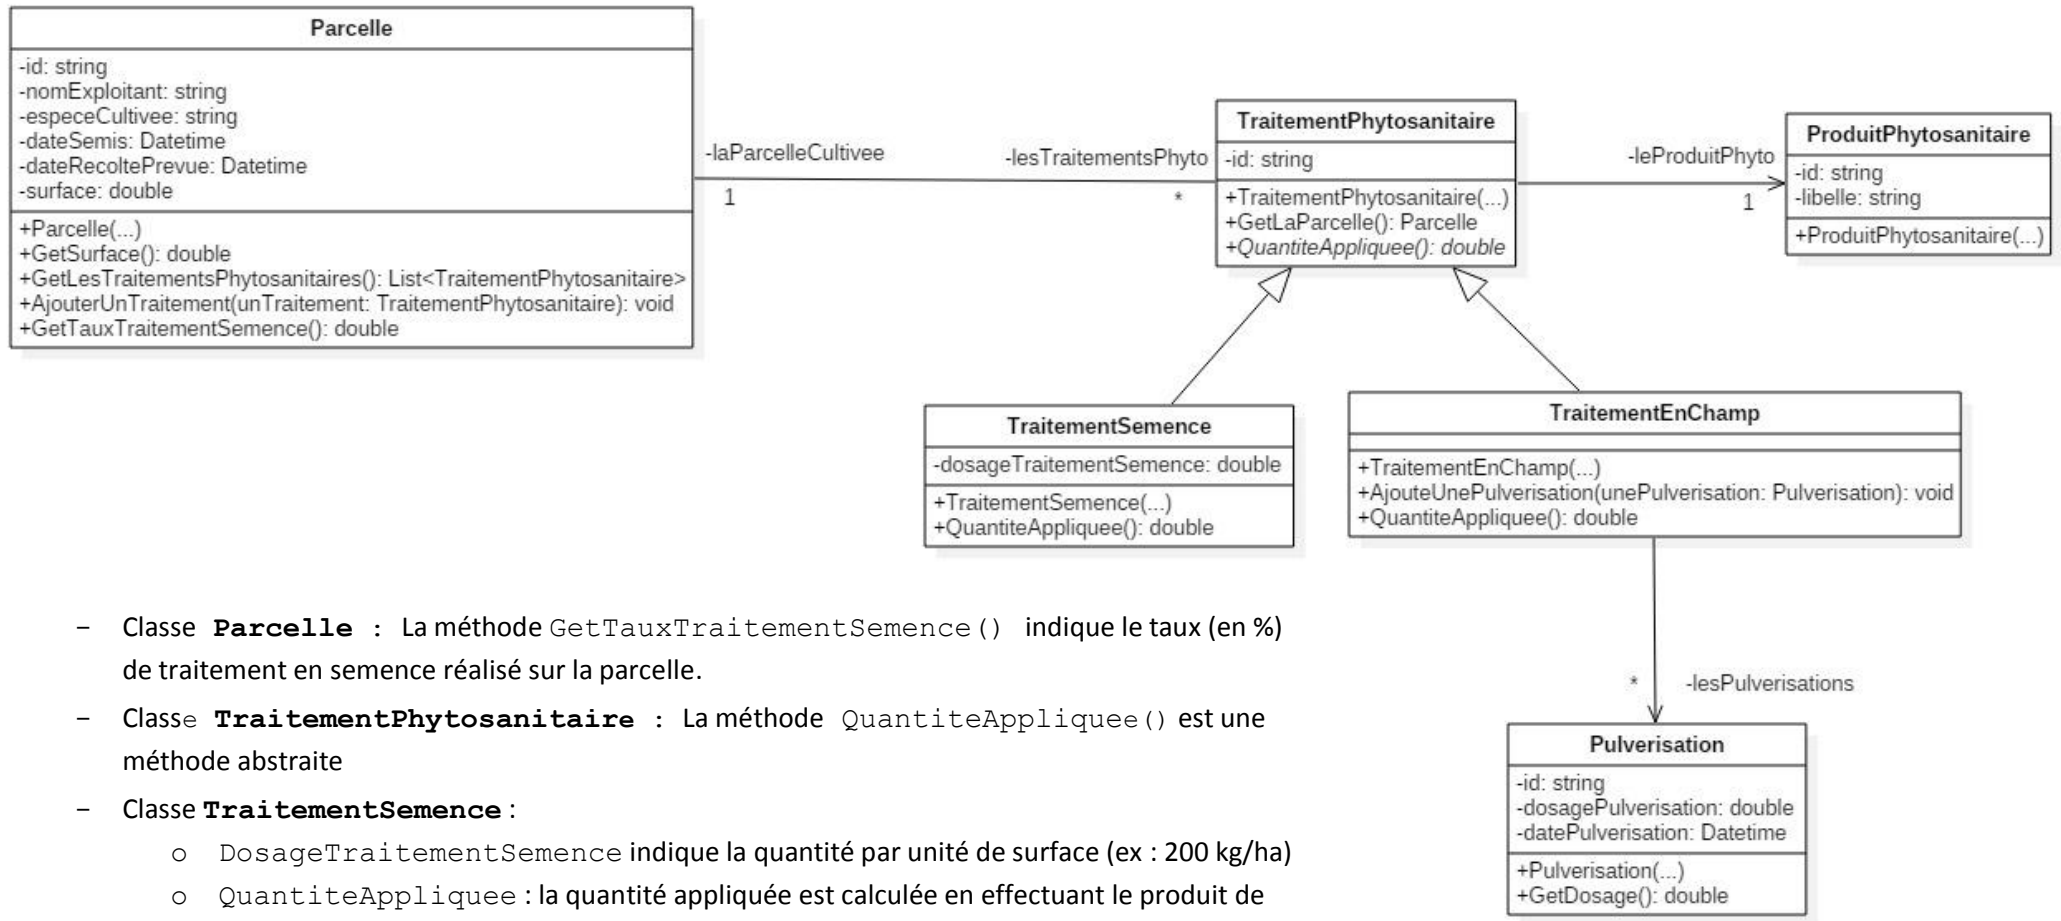 Parcelle
-id: string
-nomExploitant: string
-especeCultivee: string
-dateSemis: Datetime
-dateRecoltePrevue: Datetime
-surface: double
+Parcelle(...)
+GetSurface(): double
+GetLesTraitementsPhytosanitaires(): List<TraitementPhytosanitaire>
+AjouterUnTraitement(unTraitement: TraitementPhytosanitaire): void
+GetTauxTraitementSemence(): double
-laParcelleCultivee
1
-lesTraitementsPhyto
*
TraitementPhytosanitaire
-id: string
+TraitementPhytosanitaire(...)
+GetLaParcelle(): Parcelle
+QuantiteAppliquee(): double
-leProduitPhyto
1
ProduitPhytosanitaire
-id: string
-libelle: string
+ProduitPhytosanitaire(...)
TraitementSemence
-dosageTraitementSemence: double
+TraitementSemence(...)
+QuantiteAppliquee(): double
TraitementEnChamp
+TraitementEnChamp(...)
+AjouteUnePulverisation(unePulverisation: Pulverisation): void
+QuantiteAppliquee(): double
* -lesPulverisations
Pulverisation
-id: string
-dosagePulverisation: double
-datePulverisation: Datetime
+Pulverisation(...)
+GetDosage(): double
– Classe Parcelle : La méthode GetTauxTraitementSemence() indique le taux (en %)
de traitement en semence réalisé sur la parcelle.
– Classe TraitementPhytosanitaire : La méthode QuantiteAppliquee() est une
méthode abstraite
– Classe TraitementSemence :
o DosageTraitementSemence indique la quantité par unité de surface (ex : 200 kg/ha)
o QuantiteAppliquee : la quantité appliquée est calculée en effectuant le produit de